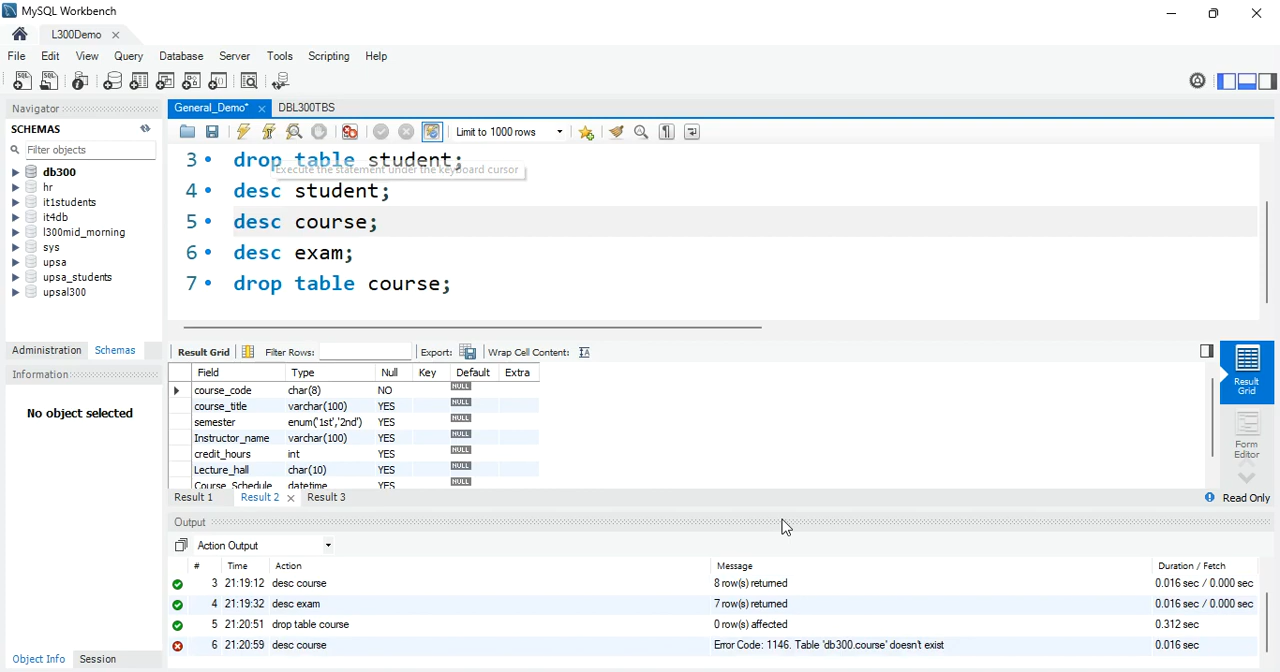 MySQL Workbench
L300Demo
File Edit View Query Database Server Tools Scripting Help
Navigator
General_Demo* DBL300TBS
SCHEMAS
Filter objects
Limit to 1000 rows
db300
hr
it1students
it4db
l300mid_morning
sys
upsa
upsa_students
upsal300
3 drop table student;
Execute the statement under the keyboard cursor
4 desc student;
5 desc course;
6 desc exam;
7 drop table course;
Administration Schemas
Information
No object selected
Result Grid Filter Rows: Export: Wrap Cell Content:
Field Type Null Key Default Extra
course_code char(8) NO NULL
course_title varchar(100) YES NULL
semester enum('1st','2nd') YES NULL
Instructor_name varchar(100) YES NULL
credit_hours int YES NULL
Lecture_hall char(10) YES NULL
Course_Schedule datetime YES NULL
Result Grid
Form Editor
Result 1 Result 2 Result 3 Read Only
Output
Action Output
# Time Action Message Duration / Fetch
3 21:19:12 desc course 8 row(s) returned 0.016 sec / 0.000 sec
4 21:19:32 desc exam 7 row(s) returned 0.016 sec / 0.000 sec
5 21:20:51 drop table course 0 row(s) affected 0.312 sec
6 21:20:59 desc course Error Code: 1146. Table 'db300.course' doesn't exist 0.016 sec
Object Info Session